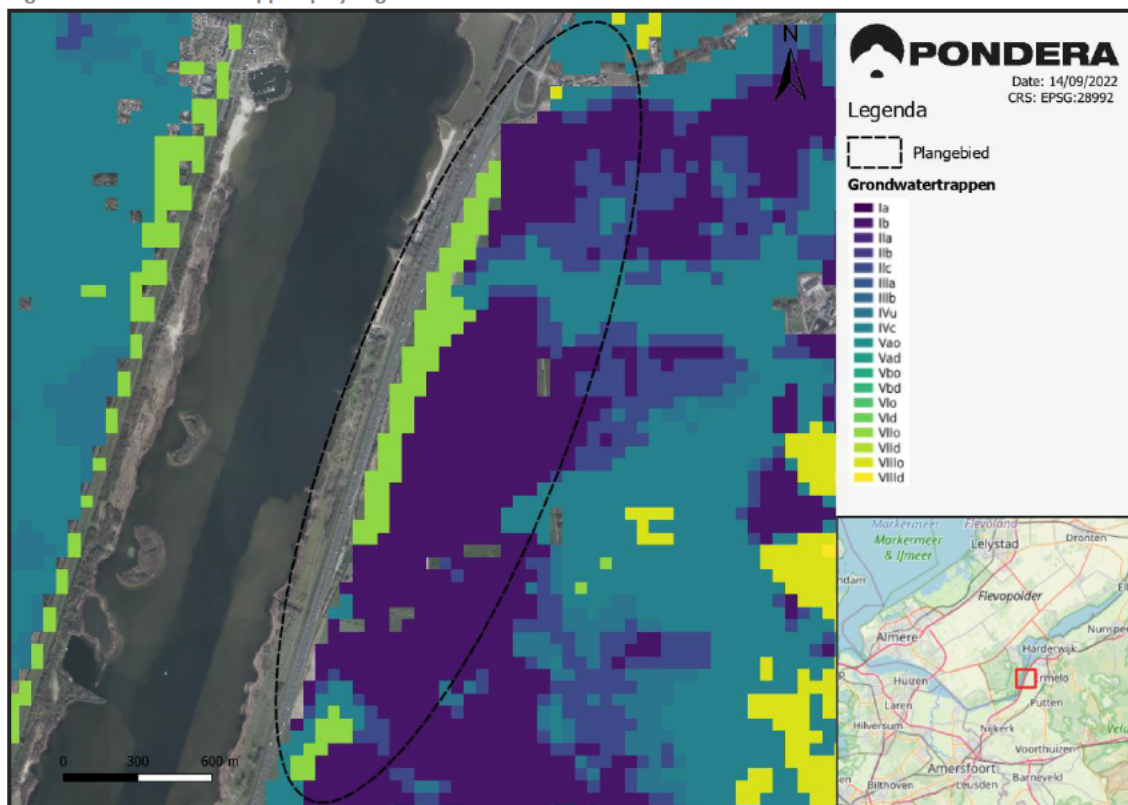 N
PONDERA
Date: 14/09/2022
CRS: EPSG:28992
Legenda
Plangebied
Grondwatertrappen
Ia
Ib
IIa
IIb
IIc
IIIa
IIIb
IVu
IVc
Vao
Vad
Vbo
Vbd
VIo
VId
VIIo
VIId
VIIIo
VIIId
0 300 600 m
Markermeer
Flevoland
Markermeer
& IJmeer
Lelystad
Dronten
Flevopolder
Almere
Nunspee
Harderwijk
Huizen
Ermelo
Laren
Putten
Hilversum
Nijkerk
Voorthuizen
Amersfoort
Barneveld
Bilthoven
Leusden